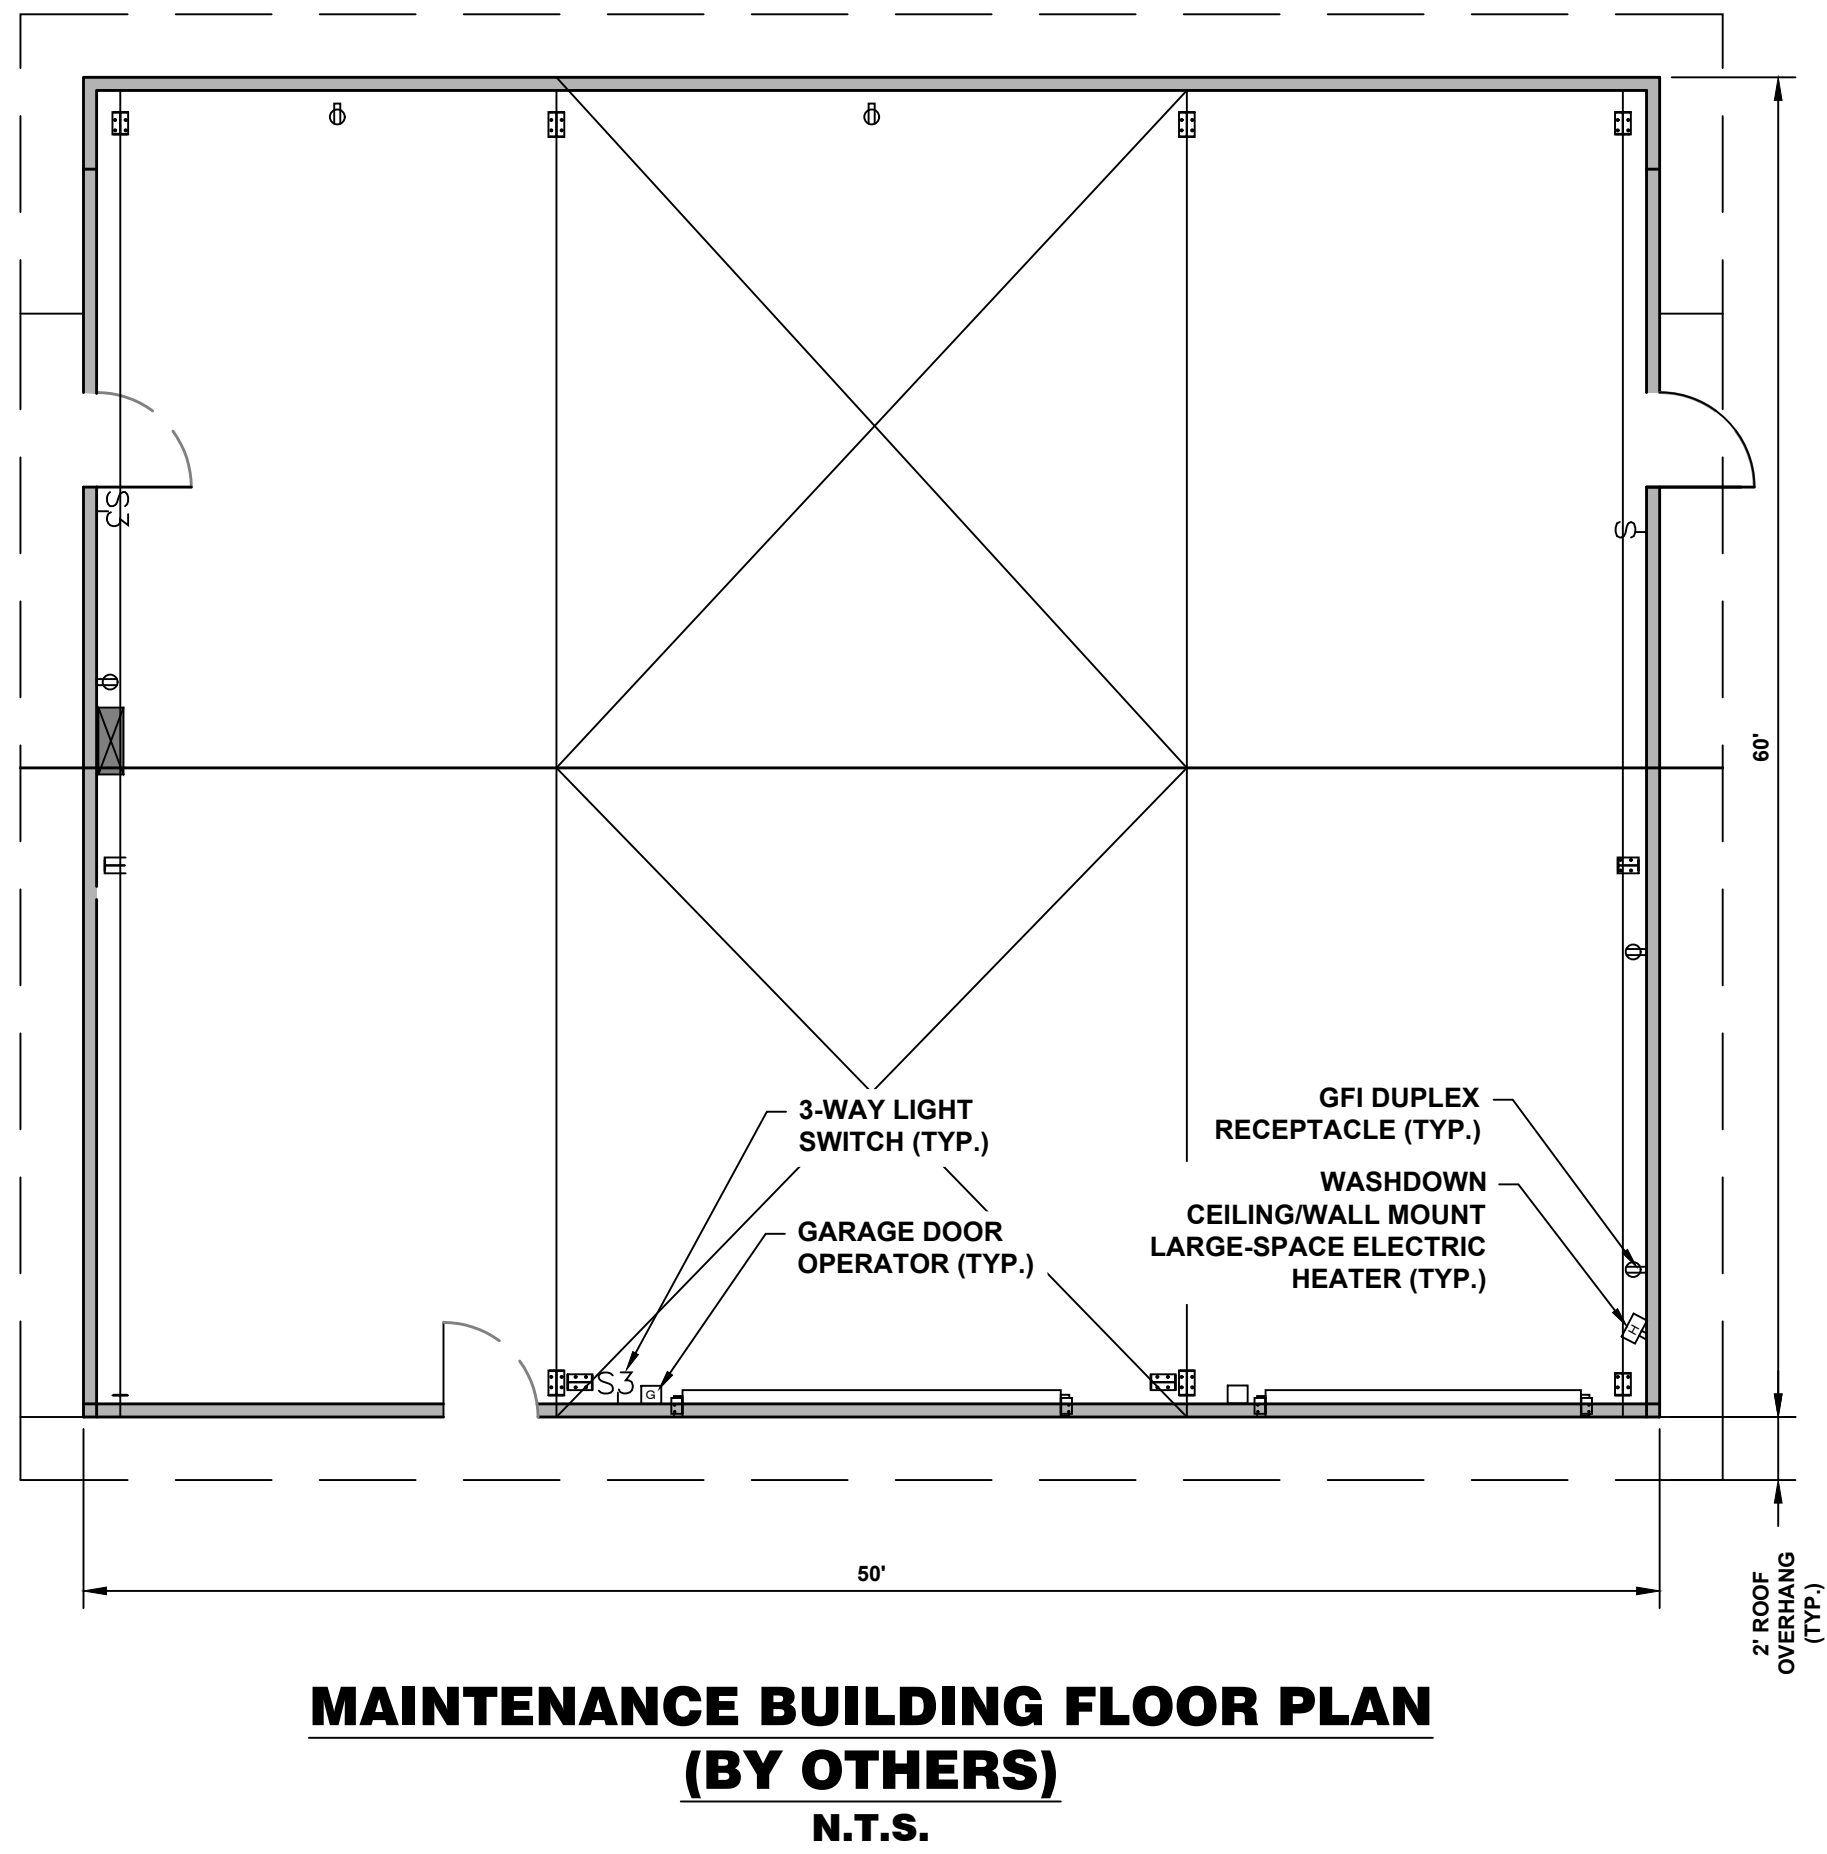 S3
S
60'
3-WAY LIGHT
SWITCH (TYP.)
GFI DUPLEX
RECEPTACLE (TYP.)
WASHDOWN
CEILING/WALL MOUNT
LARGE-SPACE ELECTRIC
HEATER (TYP.)
GARAGE DOOR
OPERATOR (TYP.)
H
S3
G
50'
2' ROOF
OVERHANG
(TYP.)
MAINTENANCE BUILDING FLOOR PLAN
(BY OTHERS)
N.T.S.